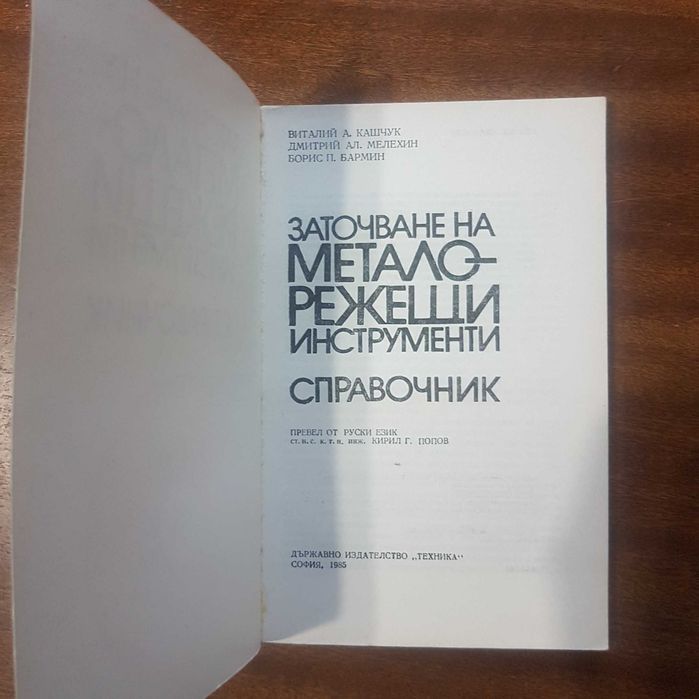 ВИТАЛИЙ А. КАШЧУК
ДМИТРИЙ АЛ. МЕЛЕХИН
БОРИС П. БАРМИН
ЗАТОЧВАНЕ НА
МЕТАЛО-
РЕЖЕЩИ
ИНСТРУМЕНТИ
СПРАВОЧНИК
ПРЕВЕЛ ОТ РУСКИ ЕЗИК
ст. н. с. к. т. н. инж. КИРИЛ Г. ПОПОВ
ДЪРЖАВНО ИЗДАТЕЛСТВО „ТЕХНИКА“
СОФИЯ, 1985